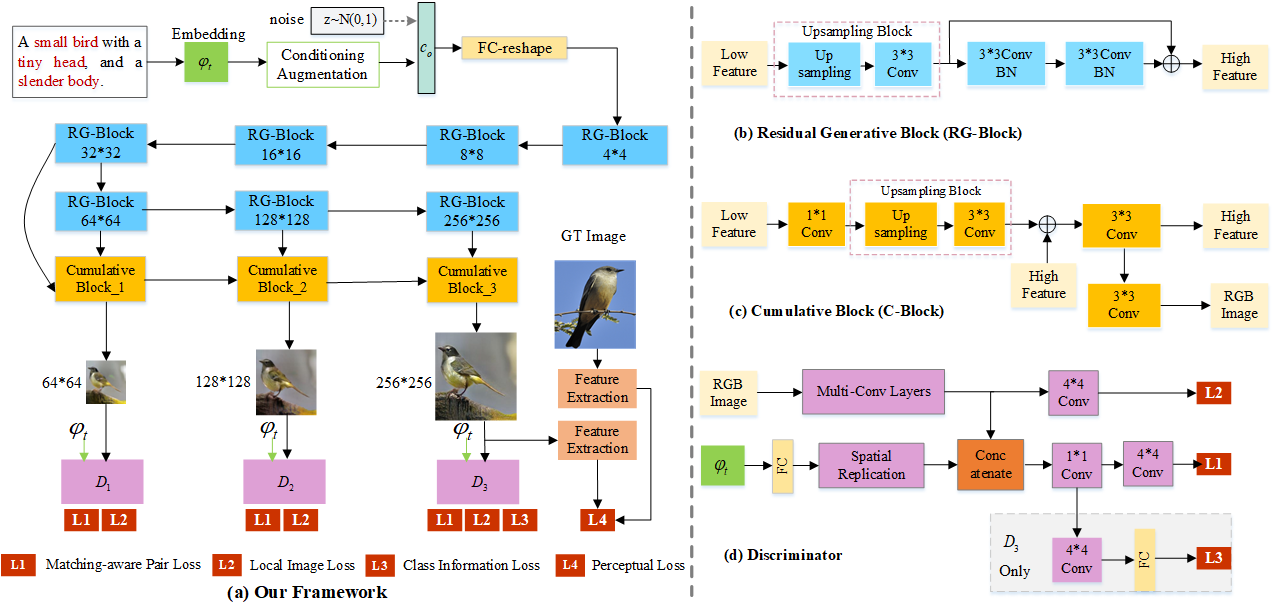 A small bird with a
tiny head, and a
slender body.
Embedding
φt
noise
z~N(0,1)
Conditioning
Augmentation
co
FC-reshape
RG-Block
32*32
RG-Block
16*16
RG-Block
8*8
RG-Block
4*4
RG-Block
64*64
RG-Block
128*128
RG-Block
256*256
Cumulative
Block_1
Cumulative
Block_2
Cumulative
Block_3
GT Image
64*64
128*128
256*256
Feature
Extraction
Feature
Extraction
φt
φt
φt
D1
D2
D3
L1 L2
L1 L2
L1 L2 L3
L4
L1 Matching-aware Pair Loss
L2 Local Image Loss
L3 Class Information Loss
L4 Perceptual Loss
(a) Our Framework
Upsampling Block
Low
Feature
Up
sampling
3*3
Conv
3*3Conv
BN
3*3Conv
BN
High
Feature
(b) Residual Generative Block (RG-Block)
Upsampling Block
Low
Feature
1*1
Conv
Up
sampling
3*3
Conv
3*3
Conv
High
Feature
High
Feature
3*3
Conv
RGB
Image
(c) Cumulative Block (C-Block)
RGB
Image
Multi-Conv Layers
4*4
Conv
L2
φt
FC
Spatial
Replication
Conc
atenate
1*1
Conv
4*4
Conv
L1
D3
Only
4*4
Conv
FC
L3
(d) Discriminator